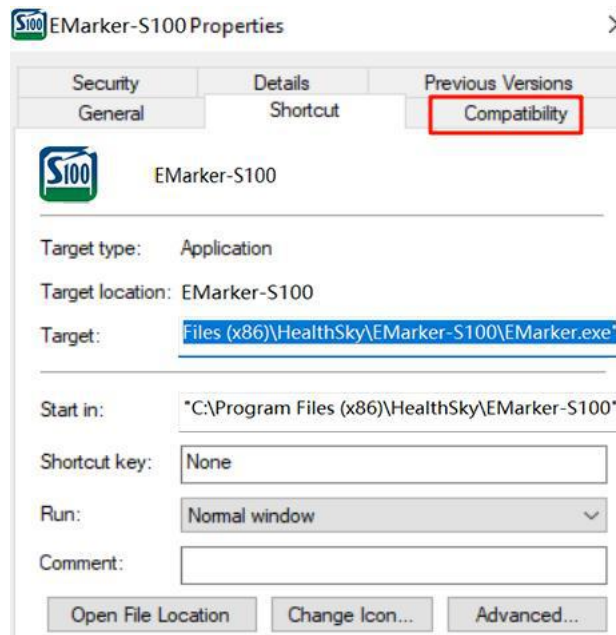 S100 EMarker-S100 Properties
Security Details Previous Versions
General Shortcut Compatibility
S100 EMarker-S100
Target type: Application
Target location: EMarker-S100
Target: Files (x86)\HealthSky\EMarker-S100\EMarker.exe"
Start in: "C:\Program Files (x86)\HealthSky\EMarker-S100"
Shortcut key: None
Run: Normal window
Comment:
Open File Location Change Icon... Advanced...